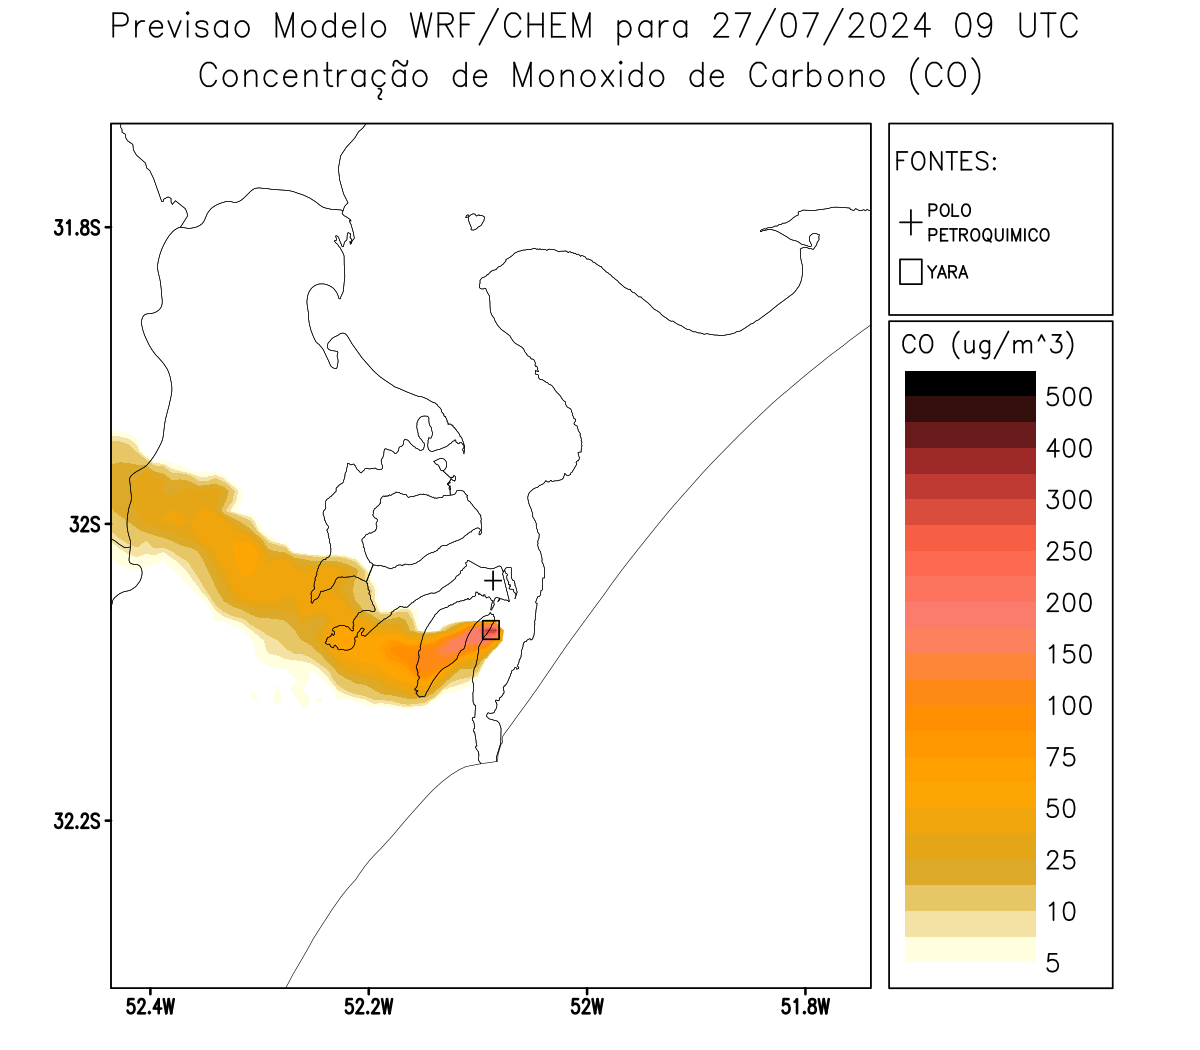 Previsao Modelo WRF/CHEM para 27/07/2024 09 UTC
Concentração de Monoxido de Carbono (CO)
FONTES:
POLO
PETROQUIMICO
YARA
CO (ug/m^3)
500
400
300
250
200
150
100
75
50
25
10
5
31.8S
32S
32.2S
52.4W
52.2W
52W
51.8W